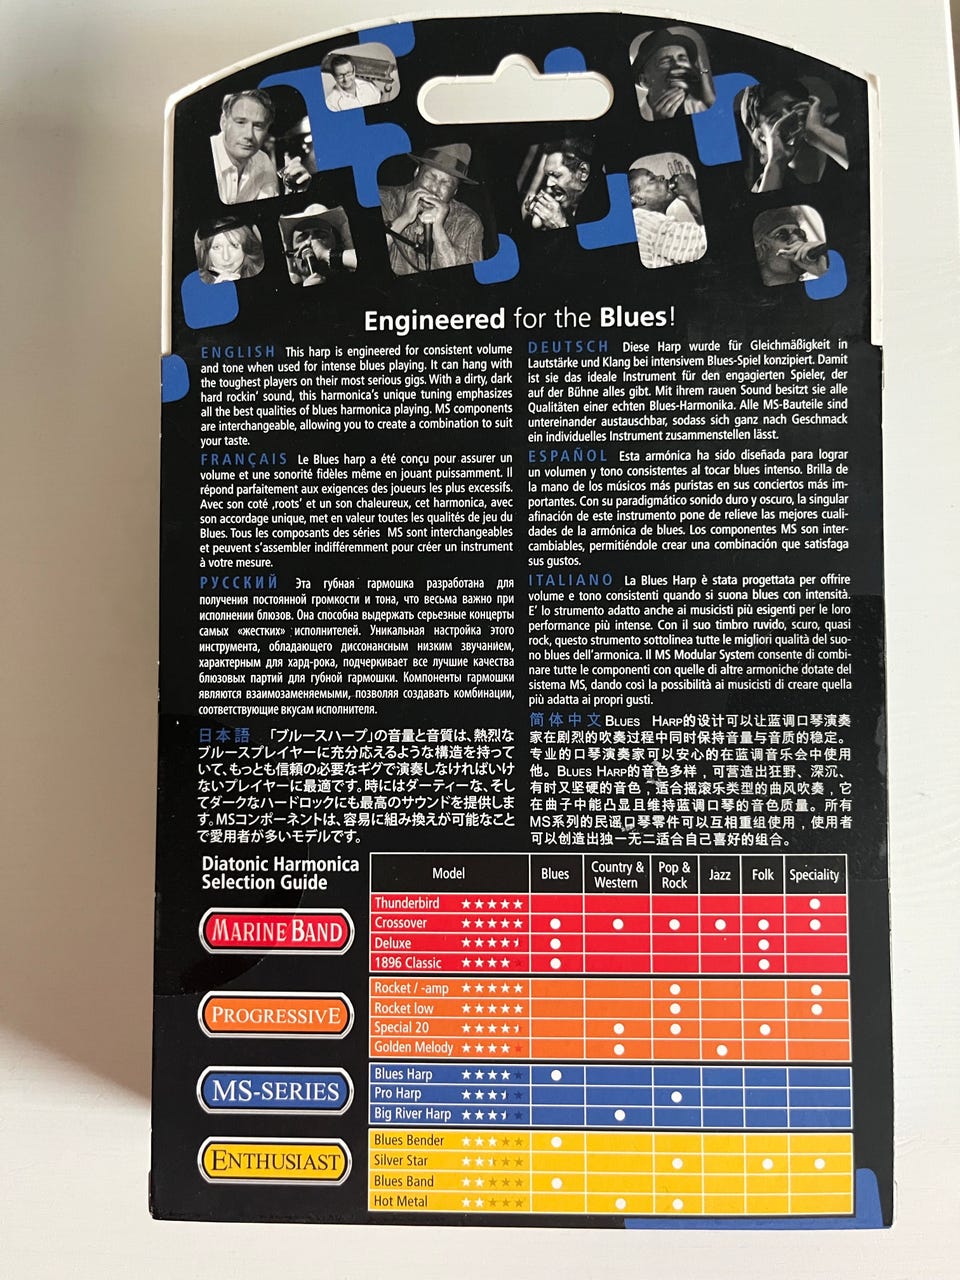 Engineered for the Blues!
ENGLISH This harp is engineered for consistent volume
and tone when used for intense blues playing. It can hang with
the toughest players on their most serious gigs. With a dirty, dark
hard rockin' sound, this harmonica's unique tuning emphasizes
all the best qualities of blues harmonica playing. MS components
are interchangeable, allowing you to create a combination to suit
your taste.
FRANÇAIS Le Blues harp a été conçu pour assurer un
volume et une sonorité fidèles même en jouant puissamment. Il
répond parfaitement aux exigences des joueurs les plus excessifs.
Avec son coté ‚roots' et un son chaleureux, cet harmonica, avec
son accordage unique, met en valeur toutes les qualités de jeu du
Blues. Tous les composants des séries MS sont interchangeables
et peuvent s'assembler indifféremment pour créer un instrument
à votre mesure.
РУССКИЙ Эта губная гармошка разработана для
получения постоянной громкости и тона, что весьма важно при
исполнении блюзов. Она способна выдержать серьезные концерты
самых «жестких» исполнителей. Уникальная настройка этого
инструмента, обладающего диссонансным низким звучанием,
характерным для хард-рока, подчеркивает все лучшие качества
блюзовых партий для губной гармошки. Компоненты гармошки
являются взаимозаменяемыми, позволяя создавать комбинации,
соответствующие вкусам исполнителя.
日本語 「ブルースハープ」の音量と音質は、熱烈な
ブルースプレイヤーに充分応えるような構造を持って
いて、もっとも信頼の必要なギグで演奏しなければいけ
ないプレイヤーに最適です。時にはダーティーな、そし
てダークなハードロックにも最高のサウンドを提供しま
す。MSコンポーネントは、容易に組み換えが可能なこと
で愛用者が多いモデルです。
DEUTSCH Diese Harp wurde für Gleichmäßigkeit in
Lautstärke und Klang bei intensivem Blues-Spiel konzipiert. Damit
ist sie das ideale Instrument für den engagierten Spieler, der
auf der Bühne alles gibt. Mit ihrem rauen Sound besitzt sie alle
Qualitäten einer echten Blues-Harmonika. Alle MS-Bauteile sind
untereinander austauschbar, sodass sich ganz nach Geschmack
ein individuelles Instrument zusammenstellen lässt.
ESPAÑOL Esta armónica ha sido diseñada para lograr
un volumen y tono consistentes al tocar blues intenso. Brilla de
la mano de los músicos más puristas en sus conciertos más im-
portantes. Con su paradigmático sonido duro y oscuro, la singular
afinación de este instrumento pone de relieve las mejores cuali-
dades de la armónica de blues. Los componentes MS son inter-
cambiables, permitiéndole crear una combinación que satisfaga
sus gustos.
ITALIANO La Blues Harp è stata progettata per offrire
volume e tono consistenti quando si suona blues con intensità.
E' lo strumento adatto anche ai musicisti più esigenti per le loro
performance più intense. Con il suo timbro ruvido, scuro, quasi
rock, questo strumento sottolinea tutte le migliori qualità del suo-
no blues dell'armonica. Il MS Modular System consente di combi-
nare tutte le componenti con quelle di altre armoniche dotate del
sistema MS, dando così la possibilità ai musicisti di creare quella
più adatta ai propri gusti.
简体中文 BLUES HARP的设计可以让蓝调口琴演奏
家在剧烈的吹奏过程中同时保持音量与音质的稳定。
专业的口琴演奏家可以安心的在蓝调音乐会中使用
他。BLUES HARP的音色多样，可营造出狂野、深沉、
有时又坚硬的音色，适合摇滚乐类型的曲风吹奏，它
在曲子中能凸显且维持蓝调口琴的音色质量。所有
MS系列的民谣口琴零件可以互相重组使用，使用者
可以创造出独一无二适合自己喜好的组合。
Diatonic Harmonica
Selection Guide
Model Blues Country & Western Pop & Rock Jazz Folk Speciality
MARINE BAND
Thunderbird
Crossover
Deluxe
1896 Classic
PROGRESSIVE
Rocket / -amp
Rocket low
Special 20
Golden Melody
MS-SERIES
Blues Harp
Pro Harp
Big River Harp
ENTHUSIAST
Blues Bender
Silver Star
Blues Band
Hot Metal